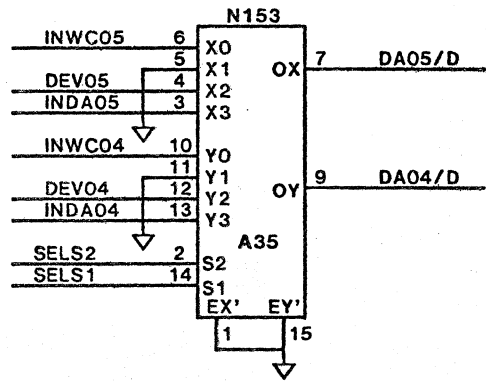 N153
INWC05 6 X0
5 X1 OX 7 DA05/D
DEV05 4 X2
INDA05 3 X3
INWC04 10 Y0
11 Y1
DEV04 12 Y2 OY 9 DA04/D
INDA04 13 Y3
A35
SELS2 2 S2
SELS1 14 S1
EX' EY'
1 15